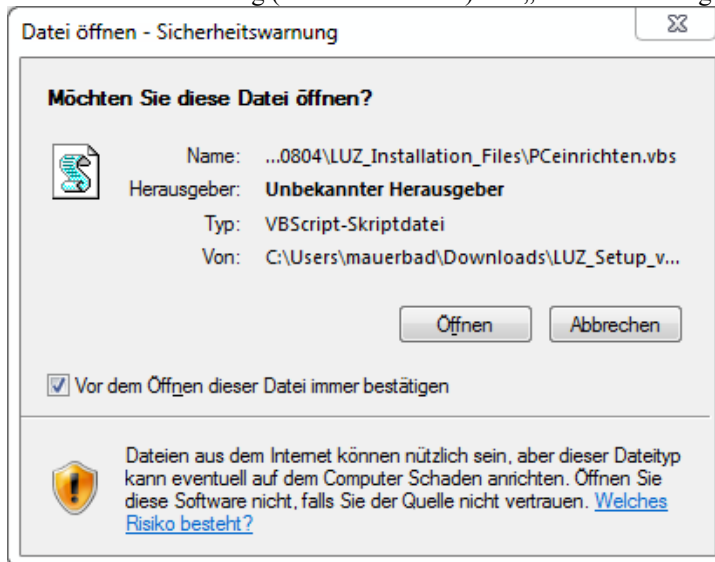 Datei öffnen - Sicherheitswarnung
Möchten Sie diese Datei öffnen?
Name: ...0804\LUZ_Installation_Files\PCeinrichten.vbs
Herausgeber: Unbekannter Herausgeber
Typ: VBScript-Skriptdatei
Von: C:\Users\mauerbad\Downloads\LUZ_Setup_v...
Öffnen Abbrechen
Vor dem Öffnen dieser Datei immer bestätigen
Dateien aus dem Internet können nützlich sein, aber dieser Dateityp
kann eventuell auf dem Computer Schaden anrichten. Öffnen Sie
diese Software nicht, falls Sie der Quelle nicht vertrauen. Welches
Risiko besteht?